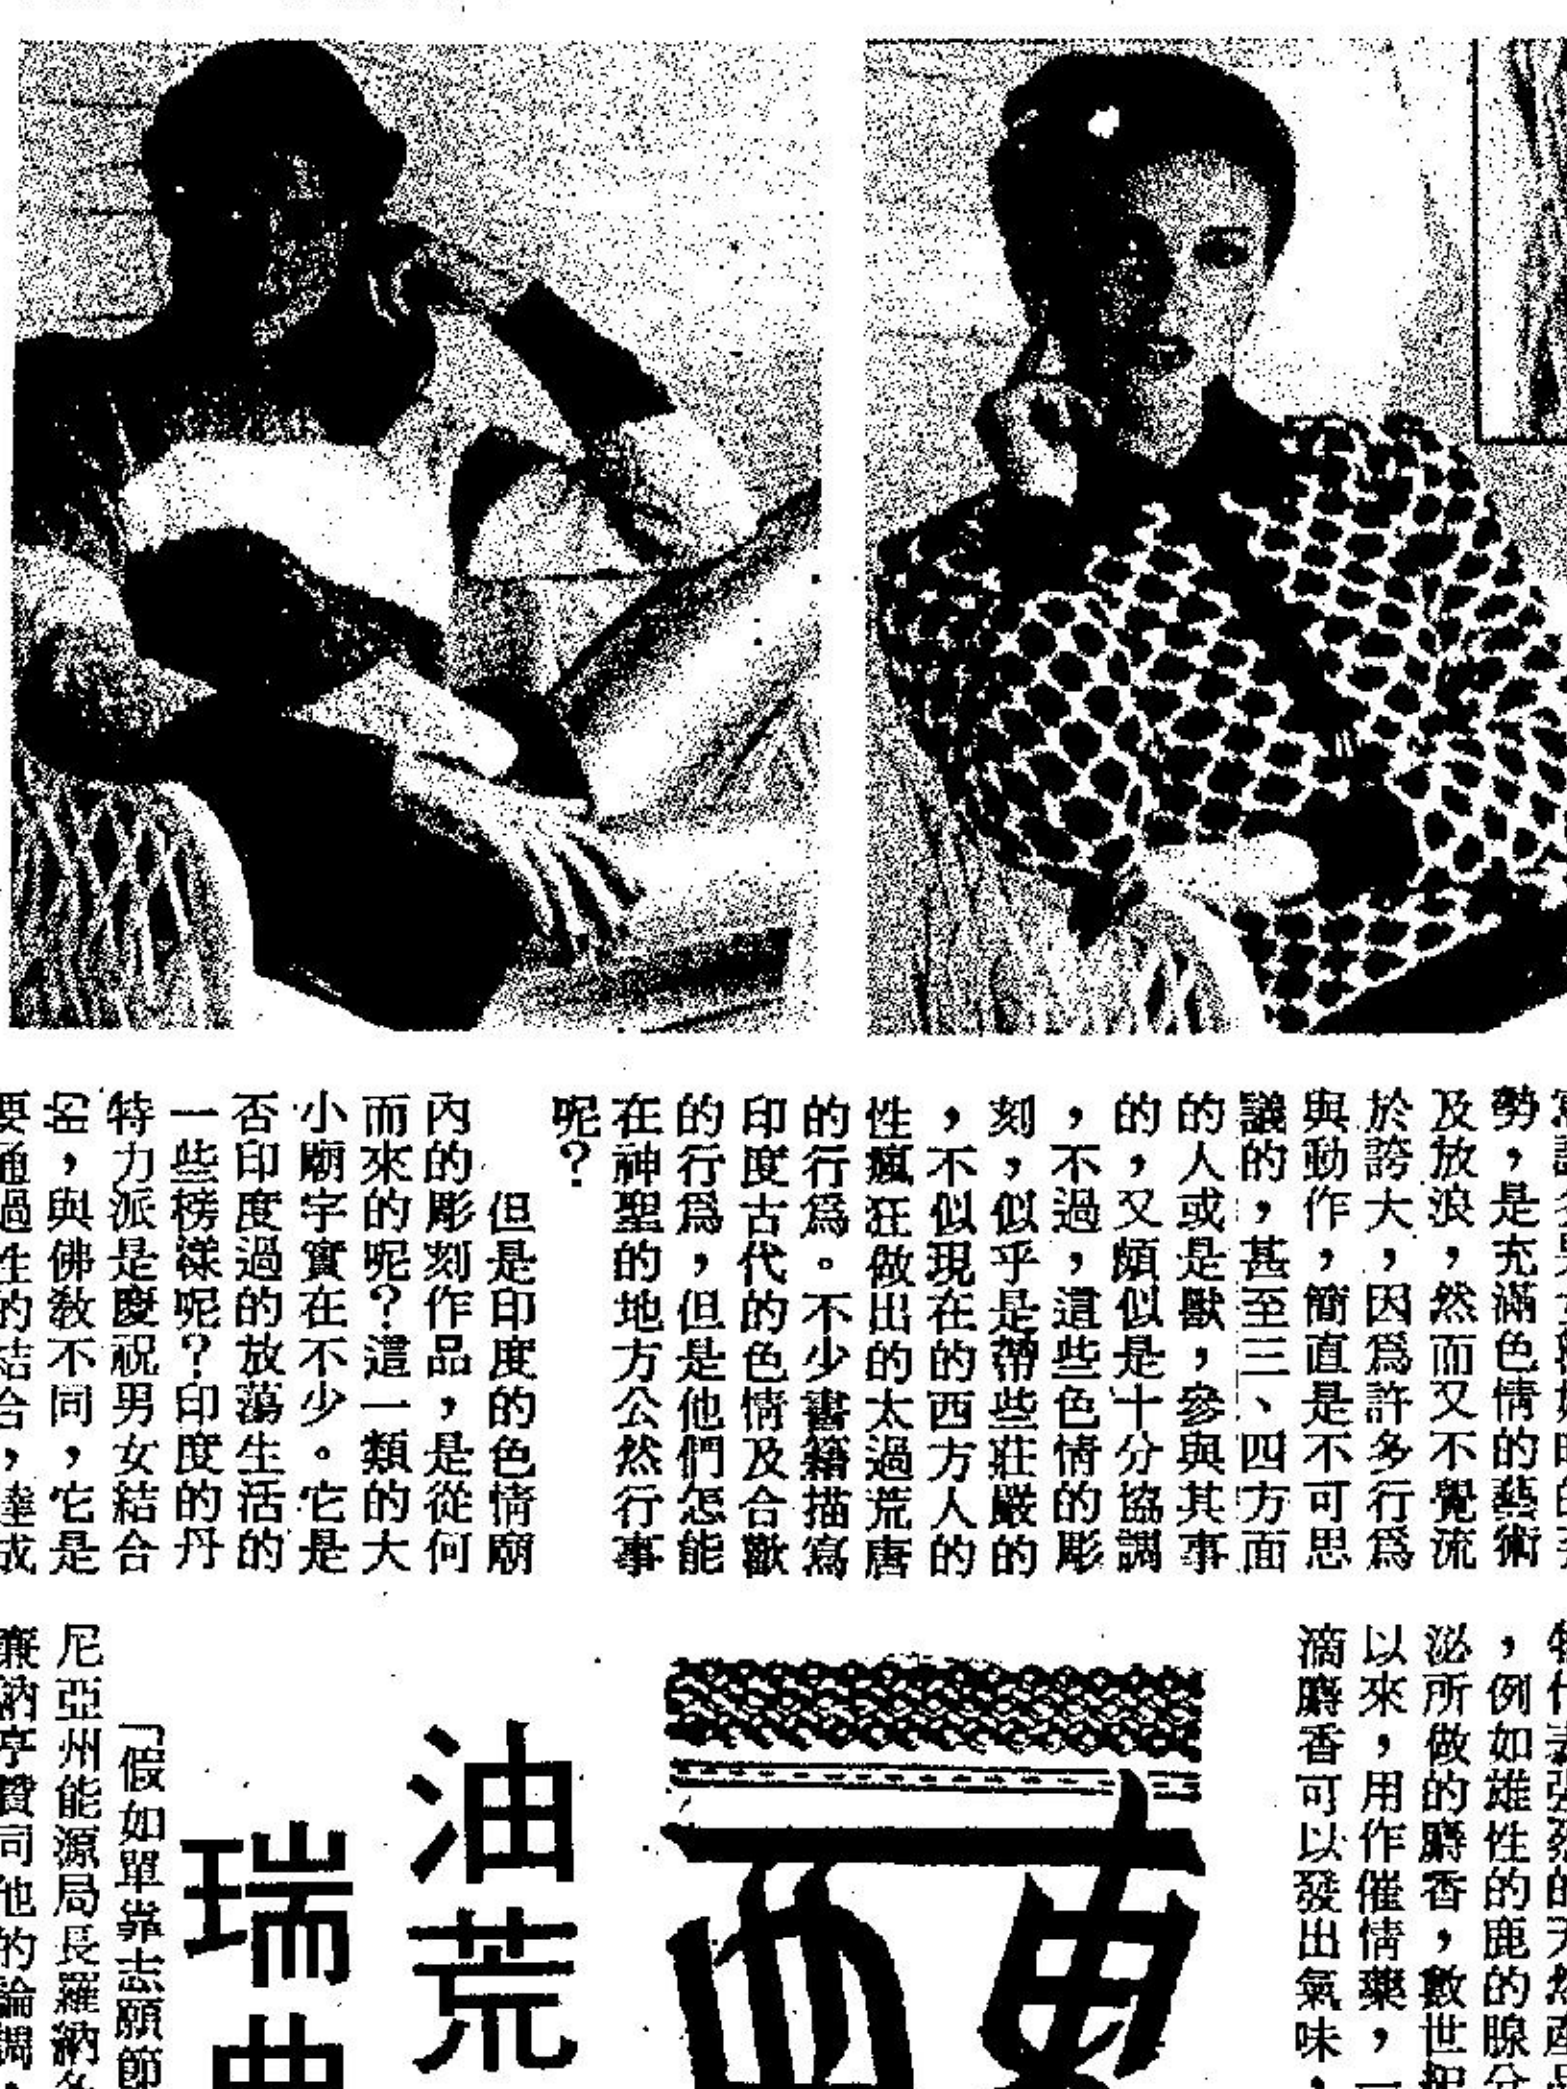 勢，是充滿色情的藝術
及放浪，然而又不覺流
於誇大，因爲許多行爲
與動作，簡直是不可思
議的，甚至三、四方面
的人或是獸，參與其事
的，又頗似是十分協調
，不過，這些色情的彫
刻，似乎是帶些莊嚴的
，不似現在的西方人的
性瘋狂做出的太過荒唐
的行爲。不少書籍描寫
印度古代的色情及合歡
的行爲，但是他們怎能
在神聖的地方公然行事
呢？
但是印度的色情廟
內的彫刻作品，是從何
而來的呢？這一類的大
小廟宇實在不少。它是
否印度過的放蕩生活的
一些榜樣呢？印度的丹
特力派是慶祝男女結合
，與佛教不同，它是
要通過性的結合，達成
，例如雄性的鹿的腺分
泌所做的麝香，數世紀
以來，用作催情藥，一
滴麝香可以發出氣味，
油荒
瑞典
「假如單靠志願節
尼亞州能源局長羅納
廉納亨贊同他的論調